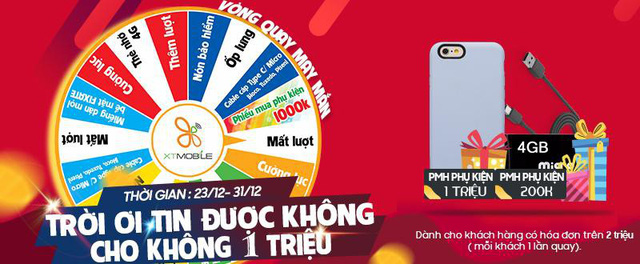 VÒNG QUAY MAY MẮN
Thẻ nhớ 4G
Thêm lượt
Nón bảo hiểm
Ốp lưng
Cable cáp Type C/ Micro
Phiếu mua phụ kiện 1000k
Mất lượt
Cường lực
Cường lực
Miếng dán mọi bề mặt FIXATE
Mất lượt
XTMOBILE
THỜI GIAN : 23/12- 31/12
TRỜI ƠI TIN ĐƯỢC KHÔNG
CHO KHÔNG 1 TRIỆU
4GB
PMH PHỤ KIỆN 1 TRIỆU
PMH PHỤ KIỆN 200K
Dành cho khách hàng có hóa đơn trên 2 triệu
( mỗi khách 1 lần quay).